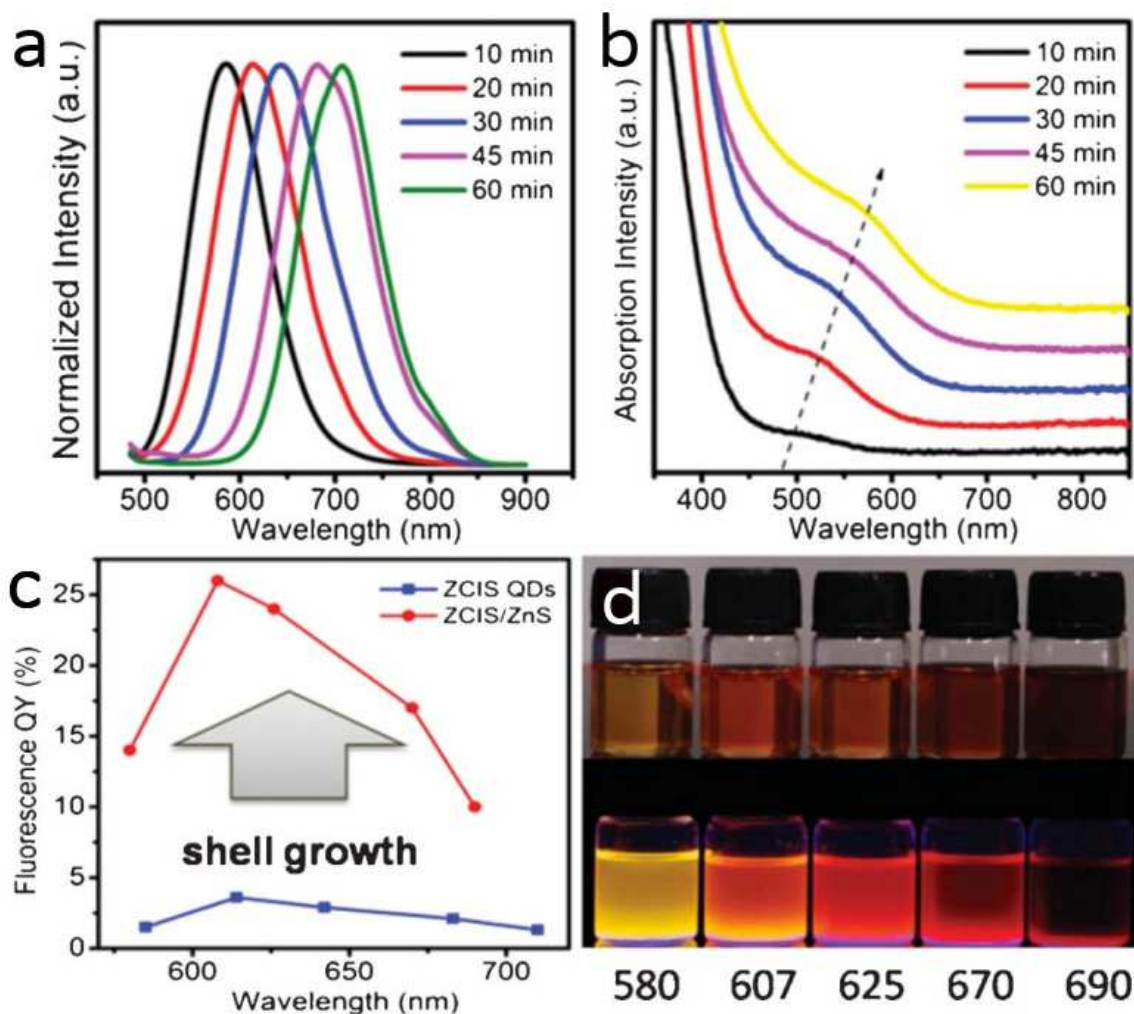 a
Normalized Intensity (a.u.)
10 min
20 min
30 min
45 min
60 min
500 600 700 800 900
Wavelength (nm)
b
Absorption Intensity (a.u.)
10 min
20 min
30 min
45 min
60 min
400 500 600 700 800
Wavelength (nm)
c
Fluorescence QY (%)
25
20
15
10
5
0
ZCIS QDs
ZCIS/ZnS
shell growth
600 650 700
Wavelength (nm)
d
580 607 625 670 690